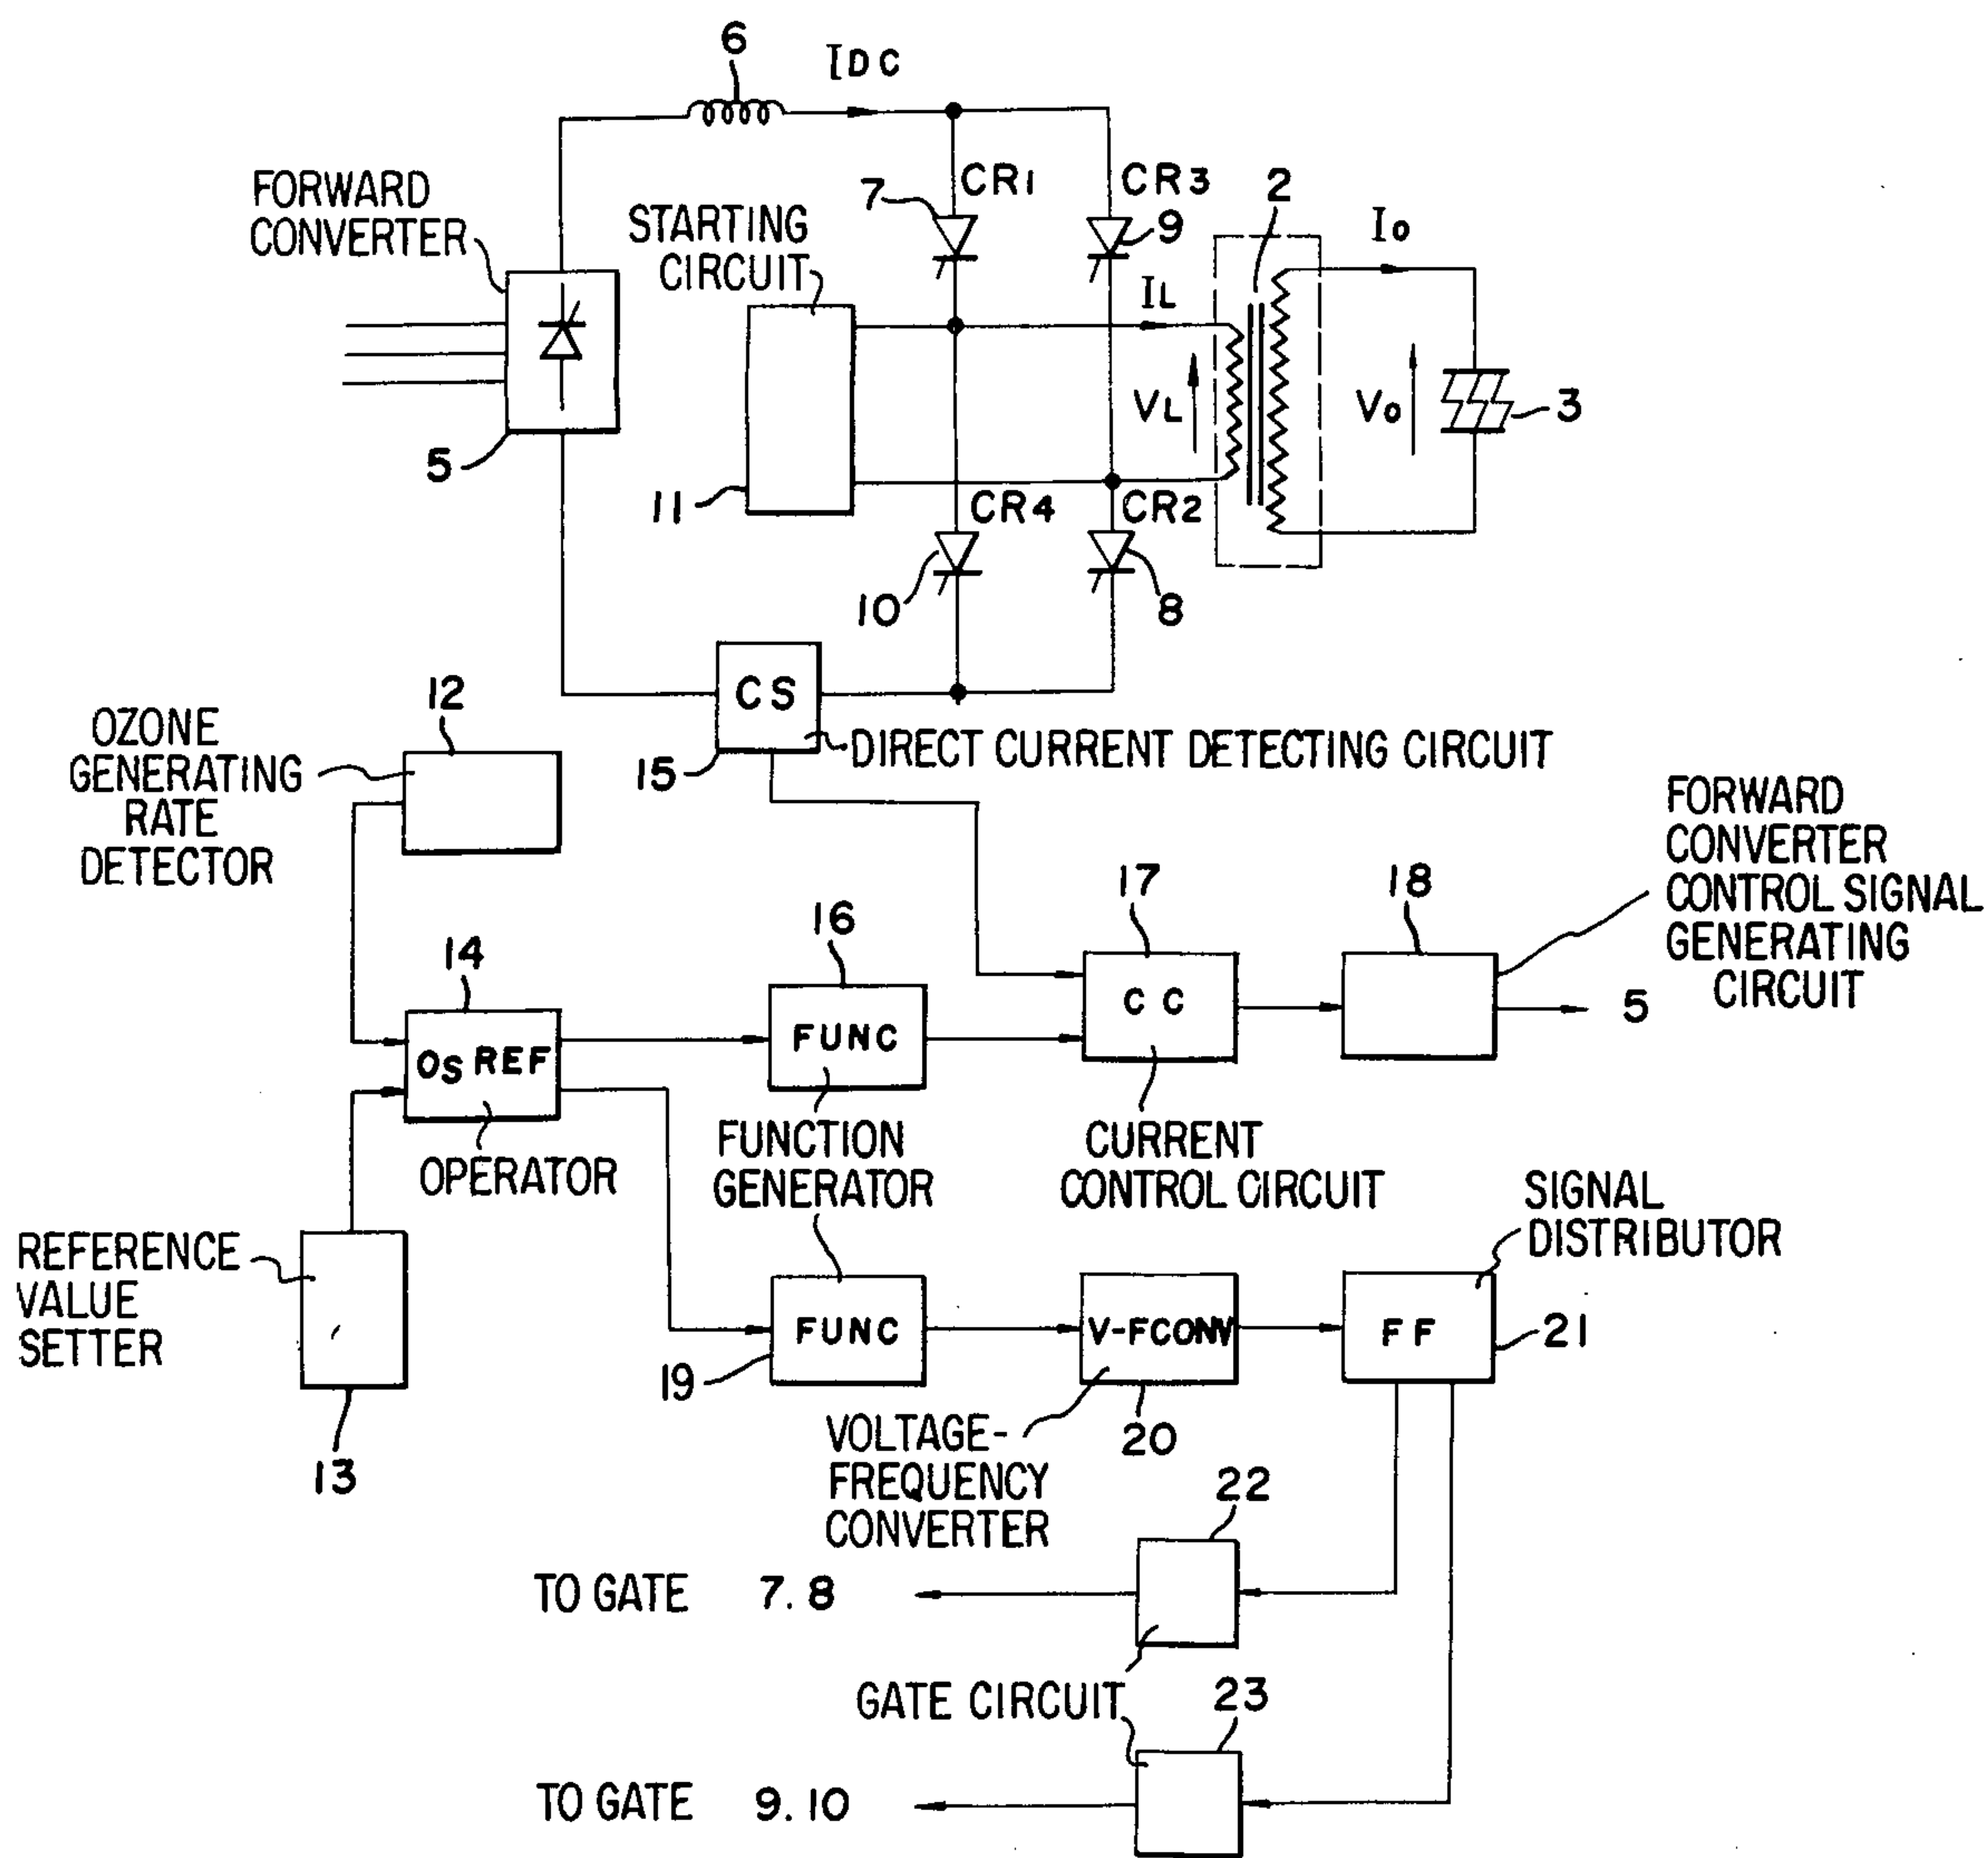 6
IDC
FORWARD
CONVERTER
5
STARTING
CIRCUIT
11
7
CR1
CR3
9
2
IO
IL
VL
VO
3
CR4
CR2
10
8
CS
15
DIRECT CURRENT DETECTING CIRCUIT
12
OZONE
GENERATING
RATE
DETECTOR
14
OS REF
OPERATOR
REFERENCE
VALUE
SETTER
13
16
FUNC
FUNCTION
GENERATOR
17
CC
CURRENT
CONTROL CIRCUIT
18
FORWARD
CONVERTER
CONTROL SIGNAL
GENERATING
CIRCUIT
5
FUNC
19
V-FCONV
20
VOLTAGE-
FREQUENCY
CONVERTER
SIGNAL
DISTRIBUTOR
FF
21
22
TO GATE 7. 8
GATE CIRCUIT
23
TO GATE 9. 10